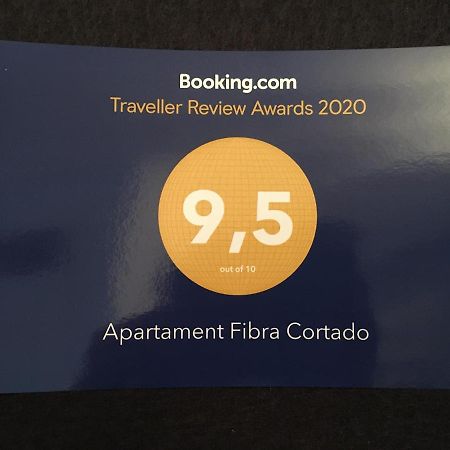 Booking.com
Traveller Review Awards 2020
9,5
out of 10
Apartament Fibra Cortado